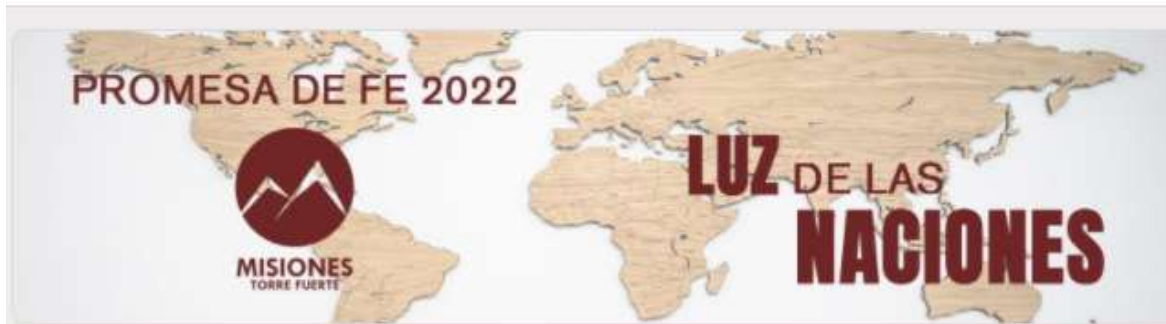 PROMESA DE FE 2022
MISIONES
TORRE FUERTE
LUZ DE LAS
NACIONES